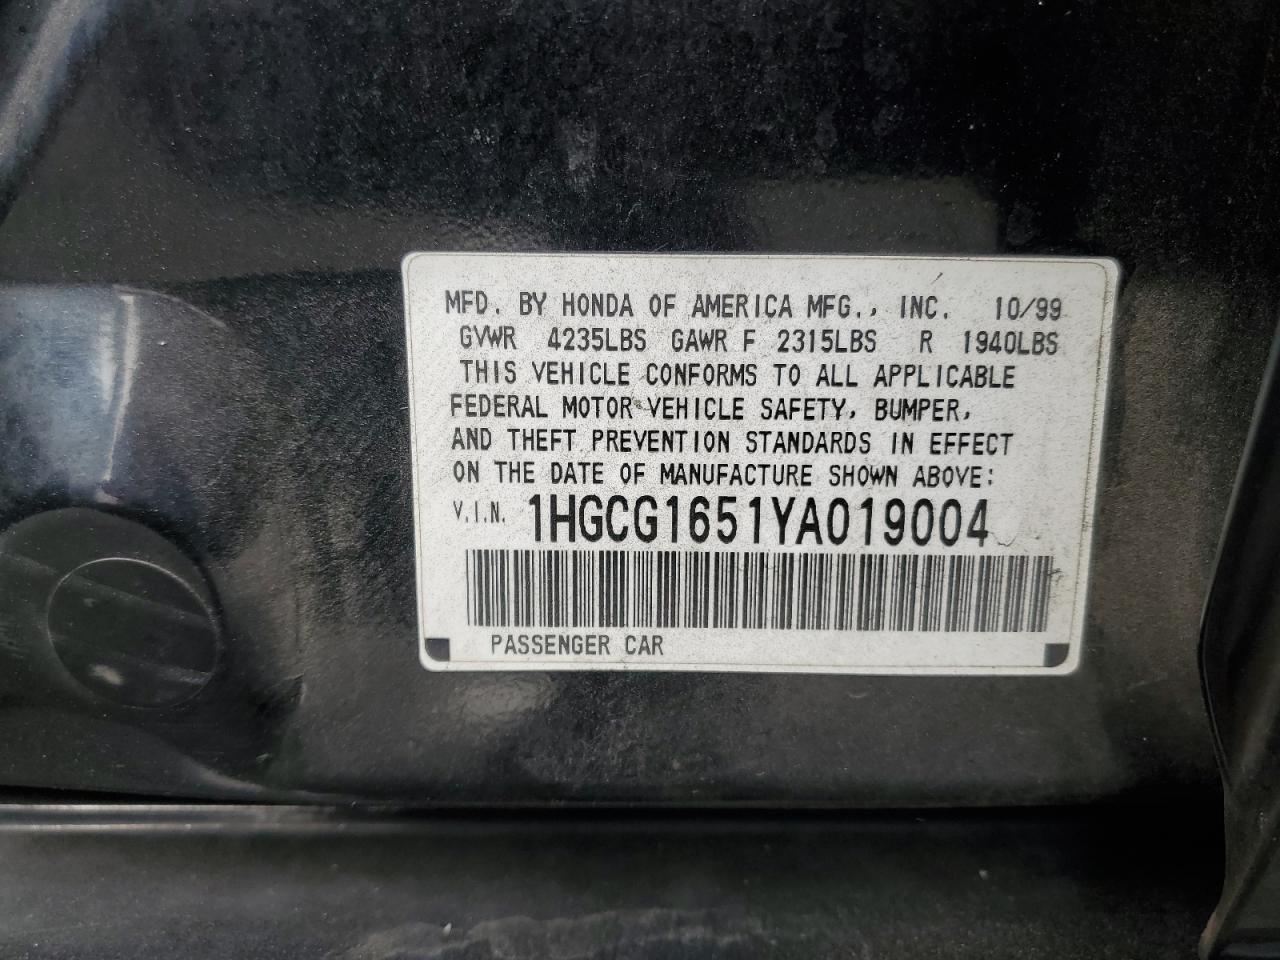 MFD. BY HONDA OF AMERICA MFG., INC. 10/99
GVWR 4235LBS GAWR F 2315LBS R 1940LBS
THIS VEHICLE CONFORMS TO ALL APPLICABLE
FEDERAL MOTOR VEHICLE SAFETY, BUMPER,
AND THEFT PREVENTION STANDARDS IN EFFECT
ON THE DATE OF MANUFACTURE SHOWN ABOVE:
V.I.N. 1HGCG1651YA019004
PASSENGER CAR